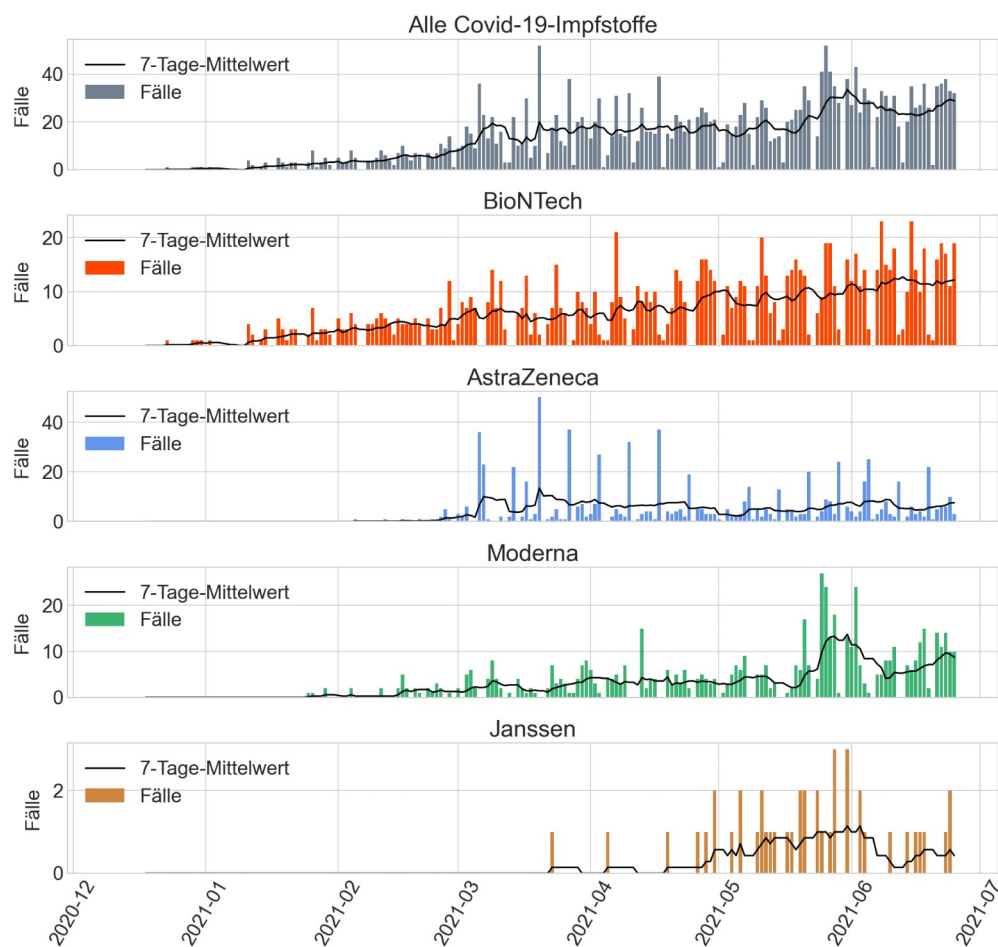 Alle Covid-19-Impfstoffe
Fälle
40
20
0
7-Tage-Mittelwert
Fälle
BioNTech
Fälle
20
10
0
7-Tage-Mittelwert
Fälle
AstraZeneca
Fälle
40
20
0
7-Tage-Mittelwert
Fälle
Moderna
Fälle
20
10
0
7-Tage-Mittelwert
Fälle
Janssen
Fälle
2
0
7-Tage-Mittelwert
Fälle
2020-12
2021-01
2021-02
2021-03
2021-04
2021-05
2021-06
2021-07